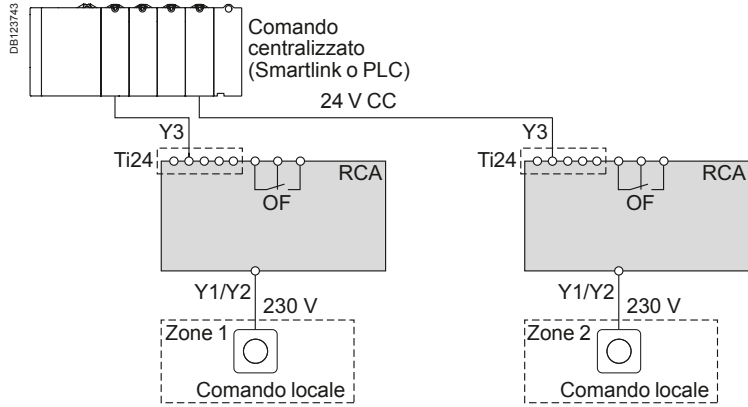 DB123743
Comando
centralizzato
(Smartlink o PLC)
24 V CC
Y3
Y3
Ti24
RCA
Ti24
RCA
OF
OF
Y1/Y2
230 V
Y1/Y2
230 V
Zone 1
Zone 2
Comando locale
Comando locale